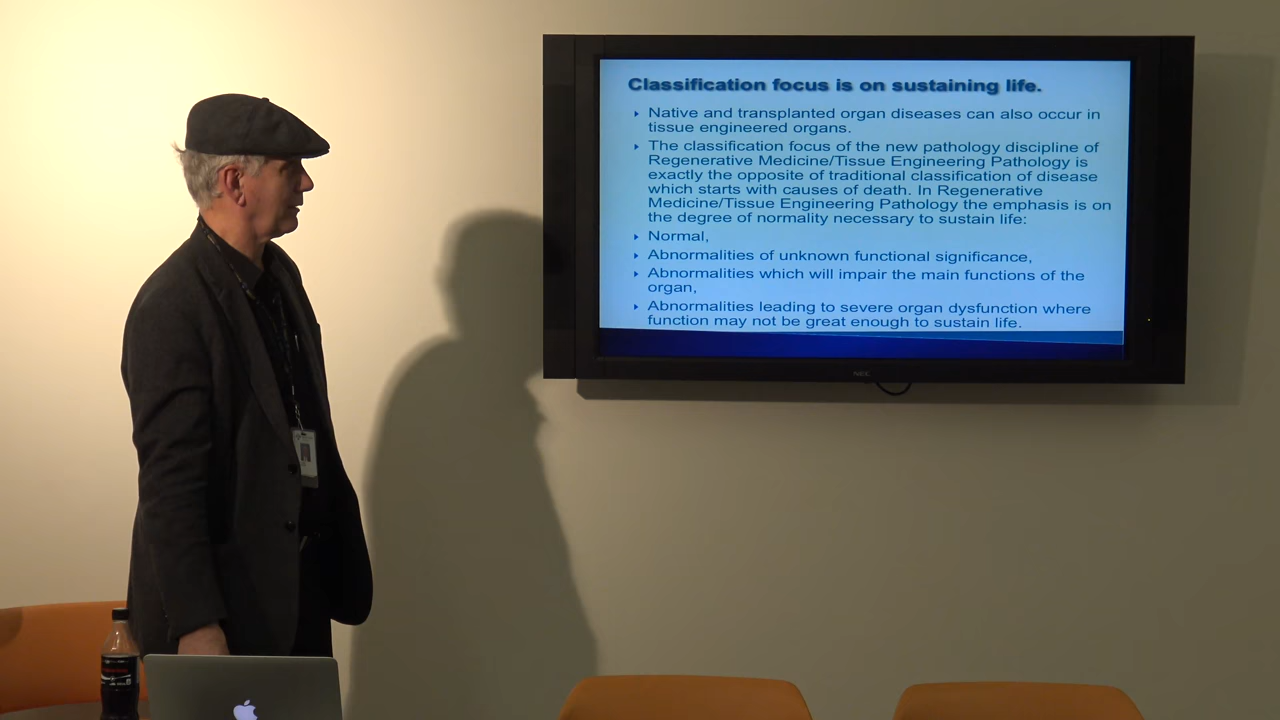 Classification focus is on sustaining life.
Native and transplanted organ diseases can also occur in
tissue engineered organs.
The classification focus of the new pathology discipline of
Regenerative Medicine/Tissue Engineering Pathology is
exactly the opposite of traditional classification of disease
which starts with causes of death. In Regenerative
Medicine/Tissue Engineering Pathology the emphasis is on
the degree of normality necessary to sustain life:
Normal,
Abnormalities of unknown functional significance,
Abnormalities which will impair the main functions of the
organ,
Abnormalities leading to severe organ dysfunction where
function may not be great enough to sustain life.
NEC